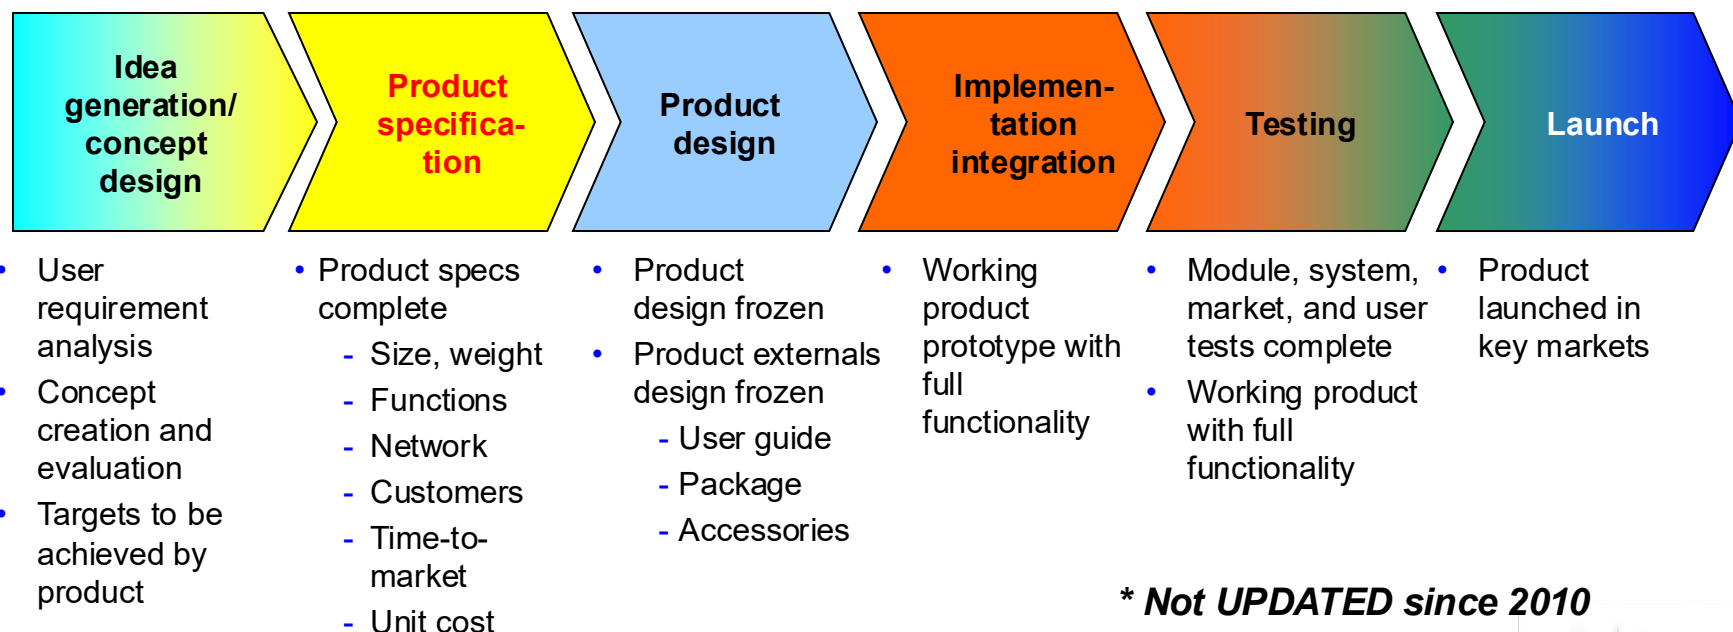 Idea
generation/
concept
design
Product
specifica-
tion
Product
design
Implemen-
tation
integration
Testing
Launch
• User
requirement
analysis
• Concept
creation and
evaluation
• Targets to be
achieved by
product
• Product specs
complete
- Size, weight
- Functions
- Network
- Customers
- Time-to-
market
- Unit cost
• Product
design frozen
• Product externals
design frozen
- User guide
- Package
- Accessories
• Working
product
prototype with
full
functionality
• Module, system,
market, and user
tests complete
• Working product
with full
functionality
• Product
launched in
key markets
* Not UPDATED since 2010